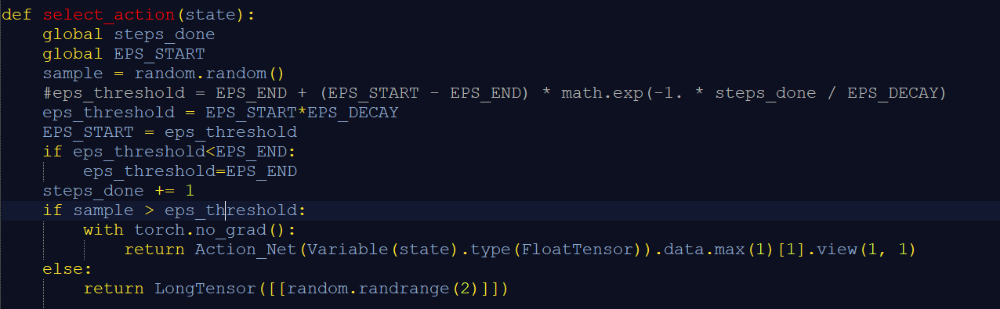 def select_action(state):
    global steps_done
    global EPS_START
    sample = random.random()
    #eps_threshold = EPS_END + (EPS_START - EPS_END) * math.exp(-1. * steps_done / EPS_DECAY)
    eps_threshold = EPS_START*EPS_DECAY
    EPS_START = eps_threshold
    if eps_threshold<EPS_END:
        eps_threshold=EPS_END
    steps_done += 1
    if sample > eps_threshold:
        with torch.no_grad():
            return Action_Net(Variable(state).type(FloatTensor)).data.max(1)[1].view(1, 1)
    else:
        return LongTensor([[random.randrange(2)]])